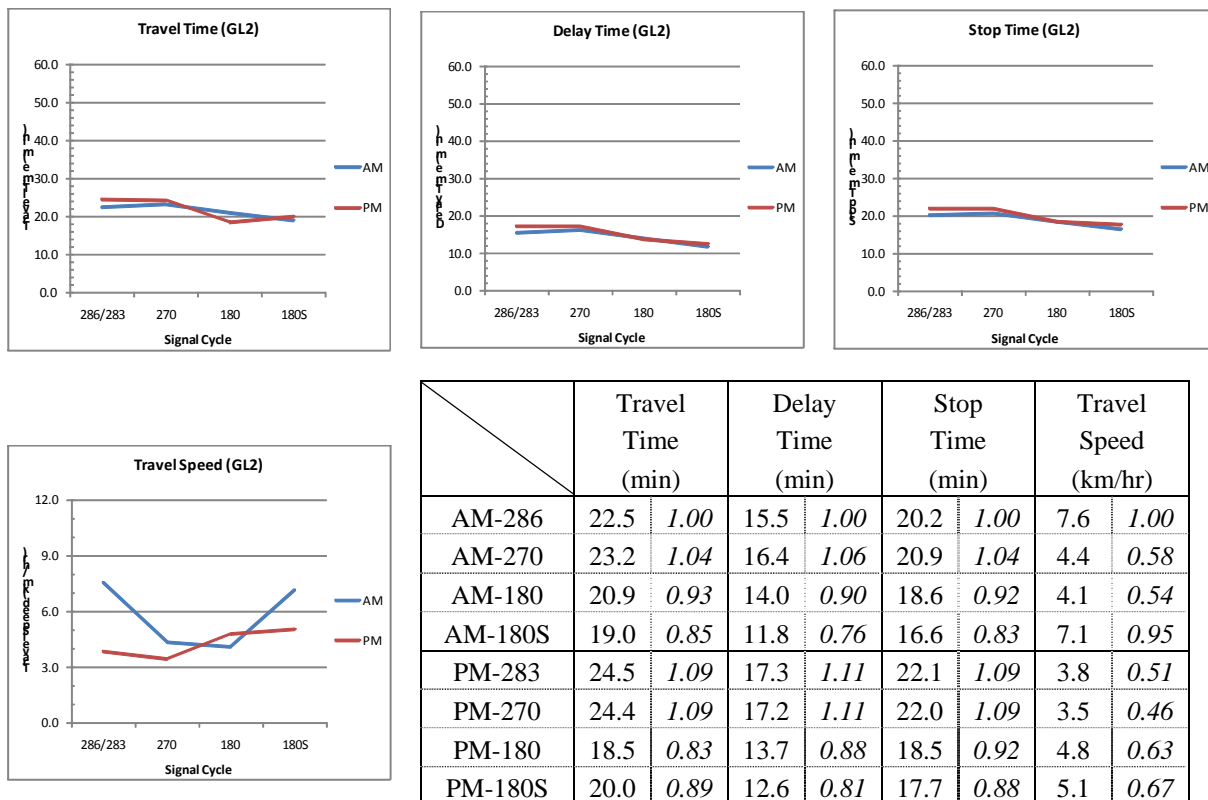 Travel Time (GL2)
60.0
50.0
40.0
30.0
20.0
10.0
0.0
286/283 270 180 180S
Signal Cycle
AM
PM
Delay Time (GL2)
60.0
50.0
40.0
30.0
20.0
10.0
0.0
286/283 270 180 180S
Signal Cycle
AM
PM
Stop Time (GL2)
60.0
50.0
40.0
30.0
20.0
10.0
0.0
286/283 270 180 180S
Signal Cycle
AM
PM
Travel Speed (GL2)
12.0
9.0
6.0
3.0
0.0
286/283 270 180 180S
Signal Cycle
AM
PM
Travel Delay Stop Travel
Time Time Time Speed
(min) (min) (min) (km/hr)
AM-286 22.5 1.00 15.5 1.00 20.2 1.00 7.6 1.00
AM-270 23.2 1.04 16.4 1.06 20.9 1.04 4.4 0.58
AM-180 20.9 0.93 14.0 0.90 18.6 0.92 4.1 0.54
AM-180S 19.0 0.85 11.8 0.76 16.6 0.83 7.1 0.95
PM-283 24.5 1.09 17.3 1.11 22.1 1.09 3.8 0.51
PM-270 24.4 1.09 17.2 1.11 22.0 1.09 3.5 0.46
PM-180 18.5 0.83 13.7 0.88 18.5 0.92 4.8 0.63
PM-180S 20.0 0.89 12.6 0.81 17.7 0.88 5.1 0.67